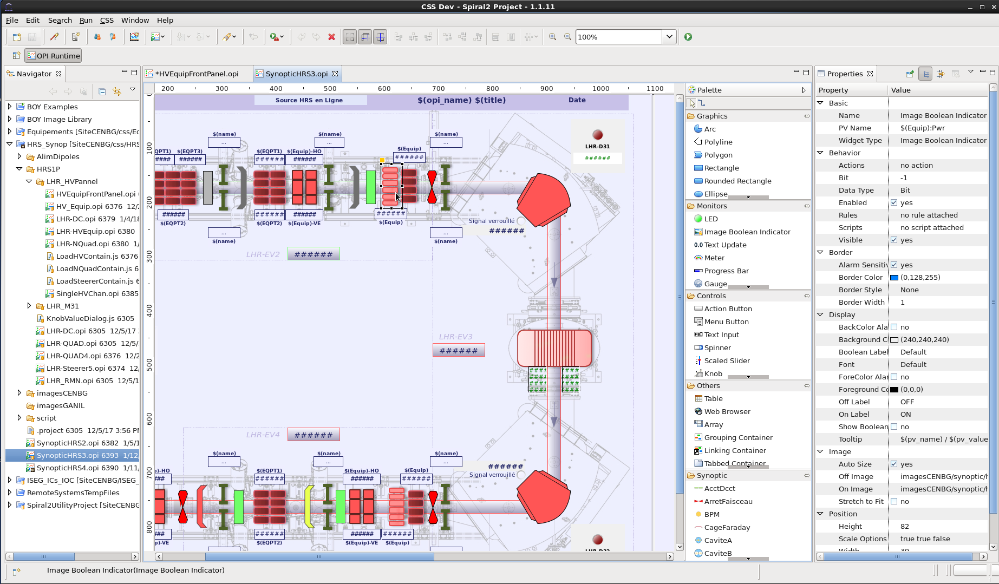 CSS Dev - Spiral2 Project - 1.1.11
File Edit Search Run CSS Window Help
100%
OPI Runtime
Navigator
BOY Examples
BOY Image Library
Equipements [SiteCENBG/css/Ec
HRS_Synop [SiteCENBG/css/HRS
AlimDipoles
HRS1P
LHR_HVPannel
HVEquipFrontPanel.opi
HV_Equip.opi 6376 12/2
LHR-DC.opi 6379 1/4/18
LHR-HVEquip.opi 6380
LHR-NQuad.opi 6380 1/
LoadHVContain.js 6376
LoadNQuadContain.js 6
LoadSteererContain.js 6
SingleHVChan.opi 6385
LHR_M31
KnobValueDialog.js 6305
LHR-DC.opi 6305 12/5/17
LHR-QUAD.opi 6305 12/5/
LHR-QUAD4.opi 6376 12/2
LHR-Steerer5.opi 6374 12/
LHR_RMN.opi 6305 12/5/1
imagesCENBG
imagesGANIL
script
.project 6305 12/5/17 3:56 PM
SynopticHRS2.opi 6382 1/5/1
SynopticHRS3.opi 6393 1/12/
SynopticHRS4.opi 6390 1/11/
ISEG_ICs_IOC [SiteCENBG/ISEG_
RemoteSystemsTempFiles
Spiral2UtilityProject [SiteCENBG
*HVEquipFrontPanel.opi SynopticHRS3.opi
200 300 400 500 600 700 800 900 1000 1100
0
100
200
300
400
500
600
700
800
Source HRS en Ligne $(opi_name) $(title) Date
$(name) $(name) $(name)
... ... ...
QPT1) $(EQPT3) $(EQPT1) $(Equip)-HO $(Equip)
#### ###### ###### ###### ######
LHR-D31
######
###### ###### ###### ######
$(EQPT2) $(EQPT2) $(Equip)-VE $(Equip)
... ...
$(name) $(name)
Signal verrouillé
######
LHR-EV2 ######
LHR-EV3
######
#### ####
#### ####
#### ####
#### ####
LHR-EV4 ######
$(name) $(name) $(name)
... ... ...
)-HO $(EQPT1) $(Equip)-HO $(Equip)
### ###### ###### ######
######
Signal verrouillé
### ###### ###### ######
p)-VE $(EQPT2) $(Equip)-VE $(Equip)
Palette
Graphics
Arc
Polyline
Polygon
Rectangle
Rounded Rectangle
Ellipse
Monitors
LED
Image Boolean Indicator
0.0 Text Update
Meter
Progress Bar
Gauge
Controls
Action Button
Menu Button
Text Input
Spinner
Scaled Slider
Knob
Others
Table
Web Browser
Array
Grouping Container
Linking Container
Tabbed Container
Synoptic
AcctDcct
ArretFaisceau
BPM
CageFaraday
CaviteA
CaviteB
Properties
Property Value
Basic
Name Image Boolean Indicator
PV Name $(Equip):Pwr
Widget Type Image Boolean Indicator
Behavior
Actions no action
Bit -1
Data Type Bit
Enabled yes
Rules no rule attached
Scripts no script attached
Visible yes
Border
Alarm Sensitiv yes
Border Color (0,128,255)
Border Style None
Border Width 1
Display
BackColor Ala no
Background C (240,240,240)
Boolean Label Default
Font Default
ForeColor Alar no
Foreground Co (0,0,0)
Off Label OFF
On Label ON
Show Boolean no
Tooltip $(pv_name) / $(pv_value
Image
Auto Size yes
Off Image imagesCENBG/synoptic/
On Image imagesCENBG/synoptic/
Stretch to Fit no
Position
Height 82
Scale Options true true false
Image Boolean Indicator(Image Boolean Indicator)